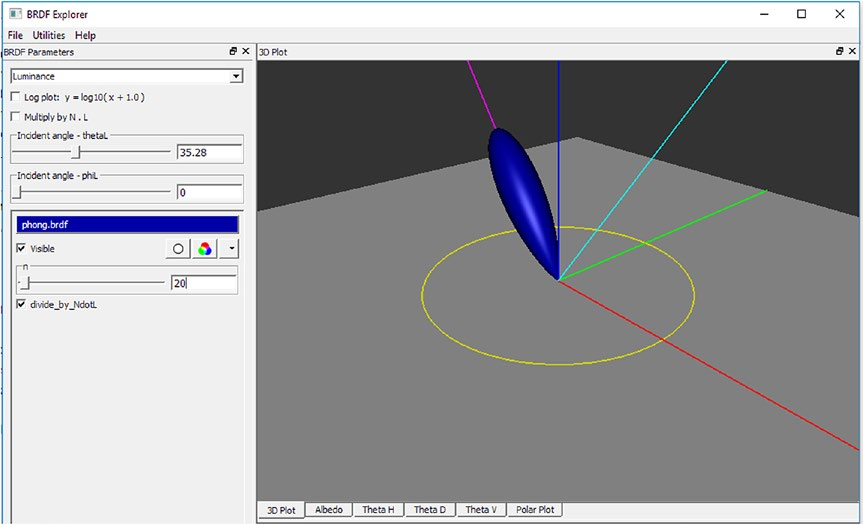 BRDF Explorer
File Utilities Help
BRDF Parameters
Luminance
Log plot: y = log10( x + 1.0 )
Multiply by N . L
Incident angle - thetaL
35.28
Incident angle - phiL
0
phong.brdf
Visible
n
20
divide_by_NdotL
3D Plot
3D Plot Albedo Theta H Theta D Theta V Polar Plot